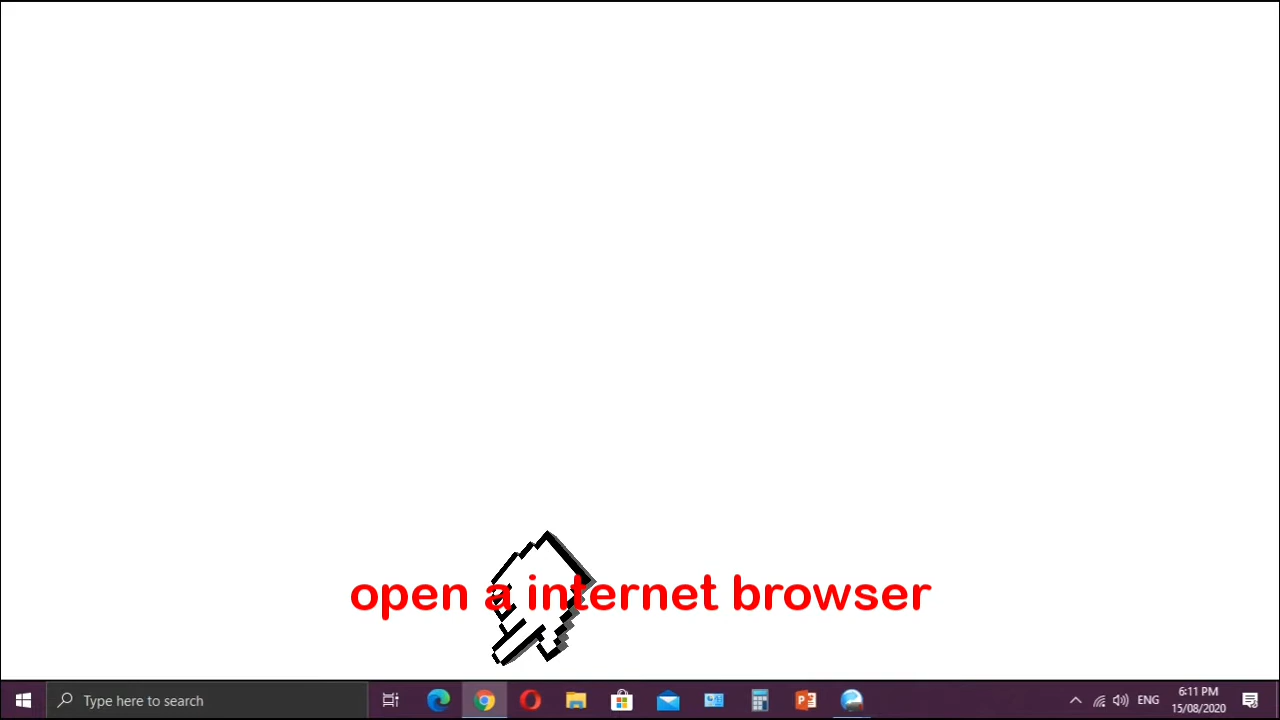 open a internet browser
Type here to search
ENG
6:11 PM
15/08/2020